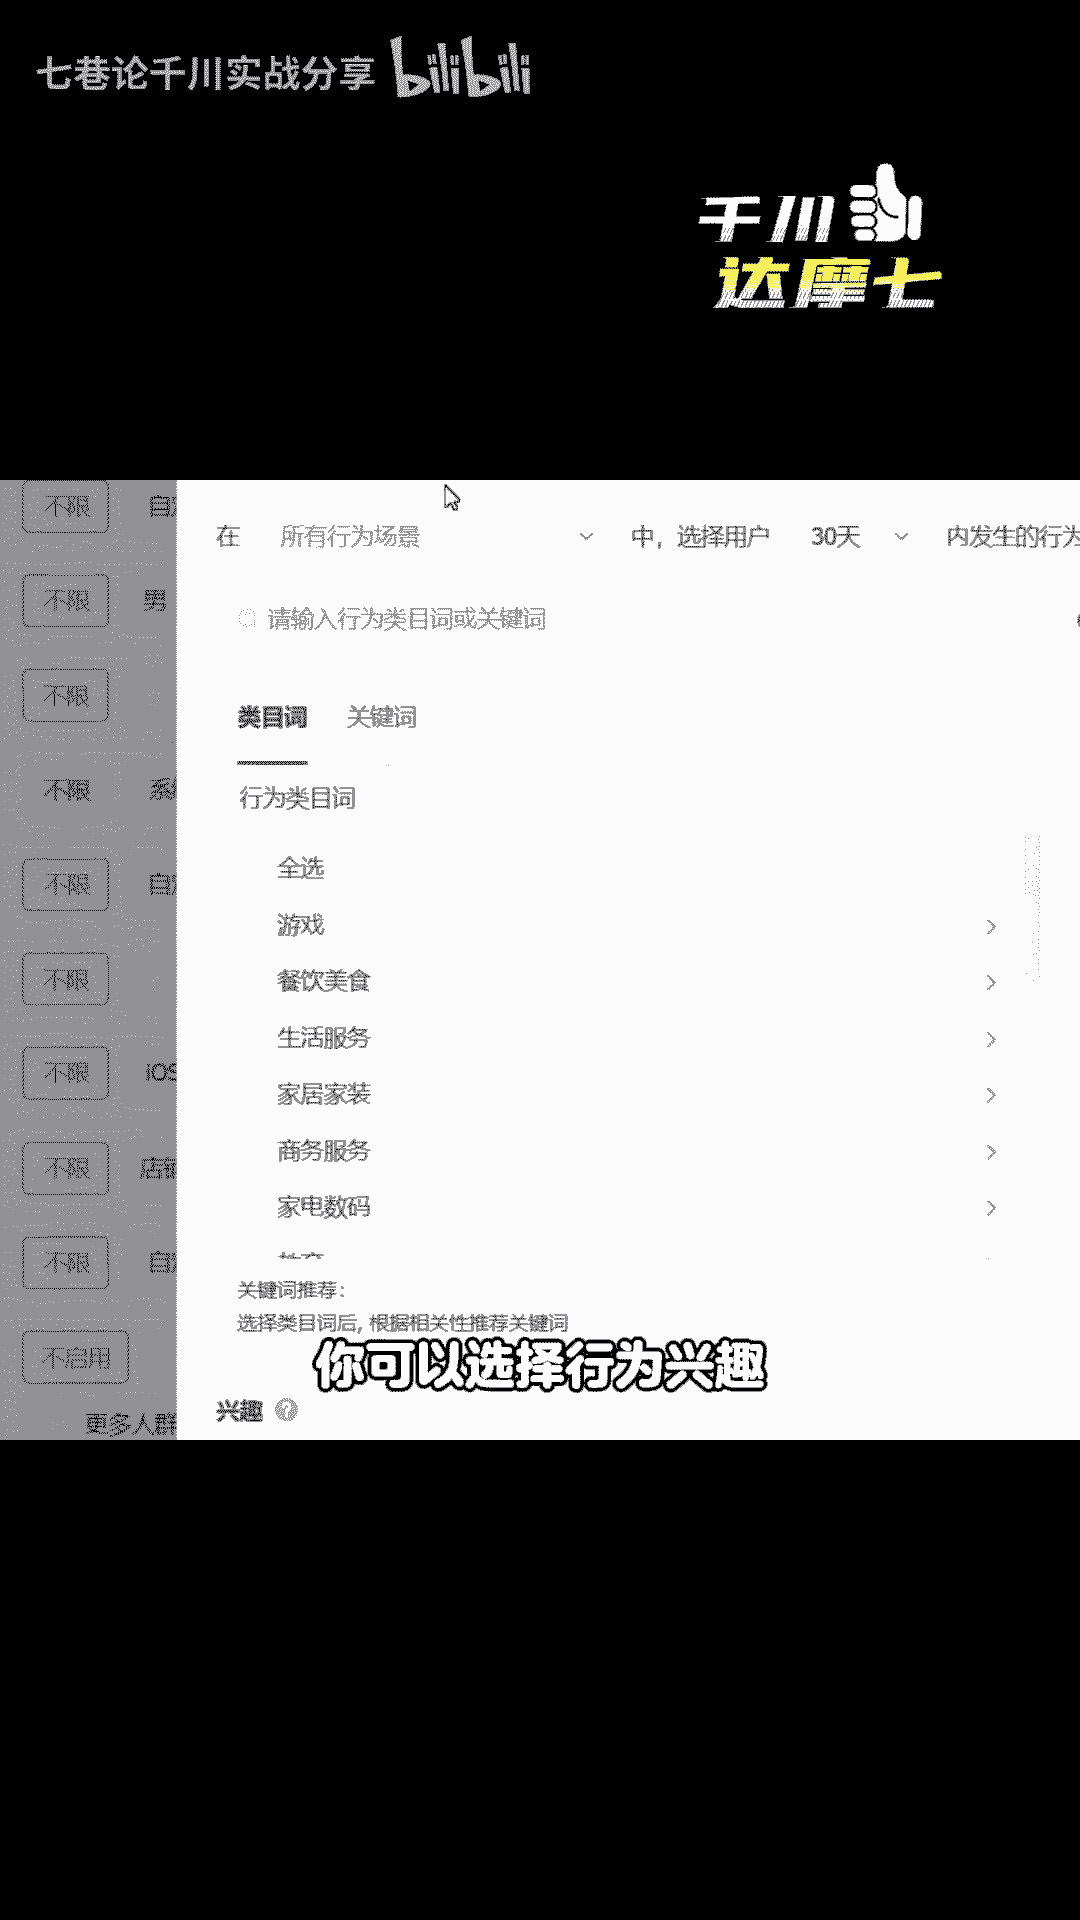 七巷论千川实战分享 bilibili
千川
达摩七
在 所有行为场景 中，选择用户 30天 内发生的行为
请输入行为类目词或关键词
类目词 关键词
行为类目词
全选
游戏
餐饮美食
生活服务
家居家装
商务服务
家电数码
关键词推荐：
选择类目词后, 根据相关性推荐关键词
你可以选择行为兴趣
兴趣
不限
不限 男
不限
不限
不限
不限
不限 iOS
不限
不限
不启用
更多人群